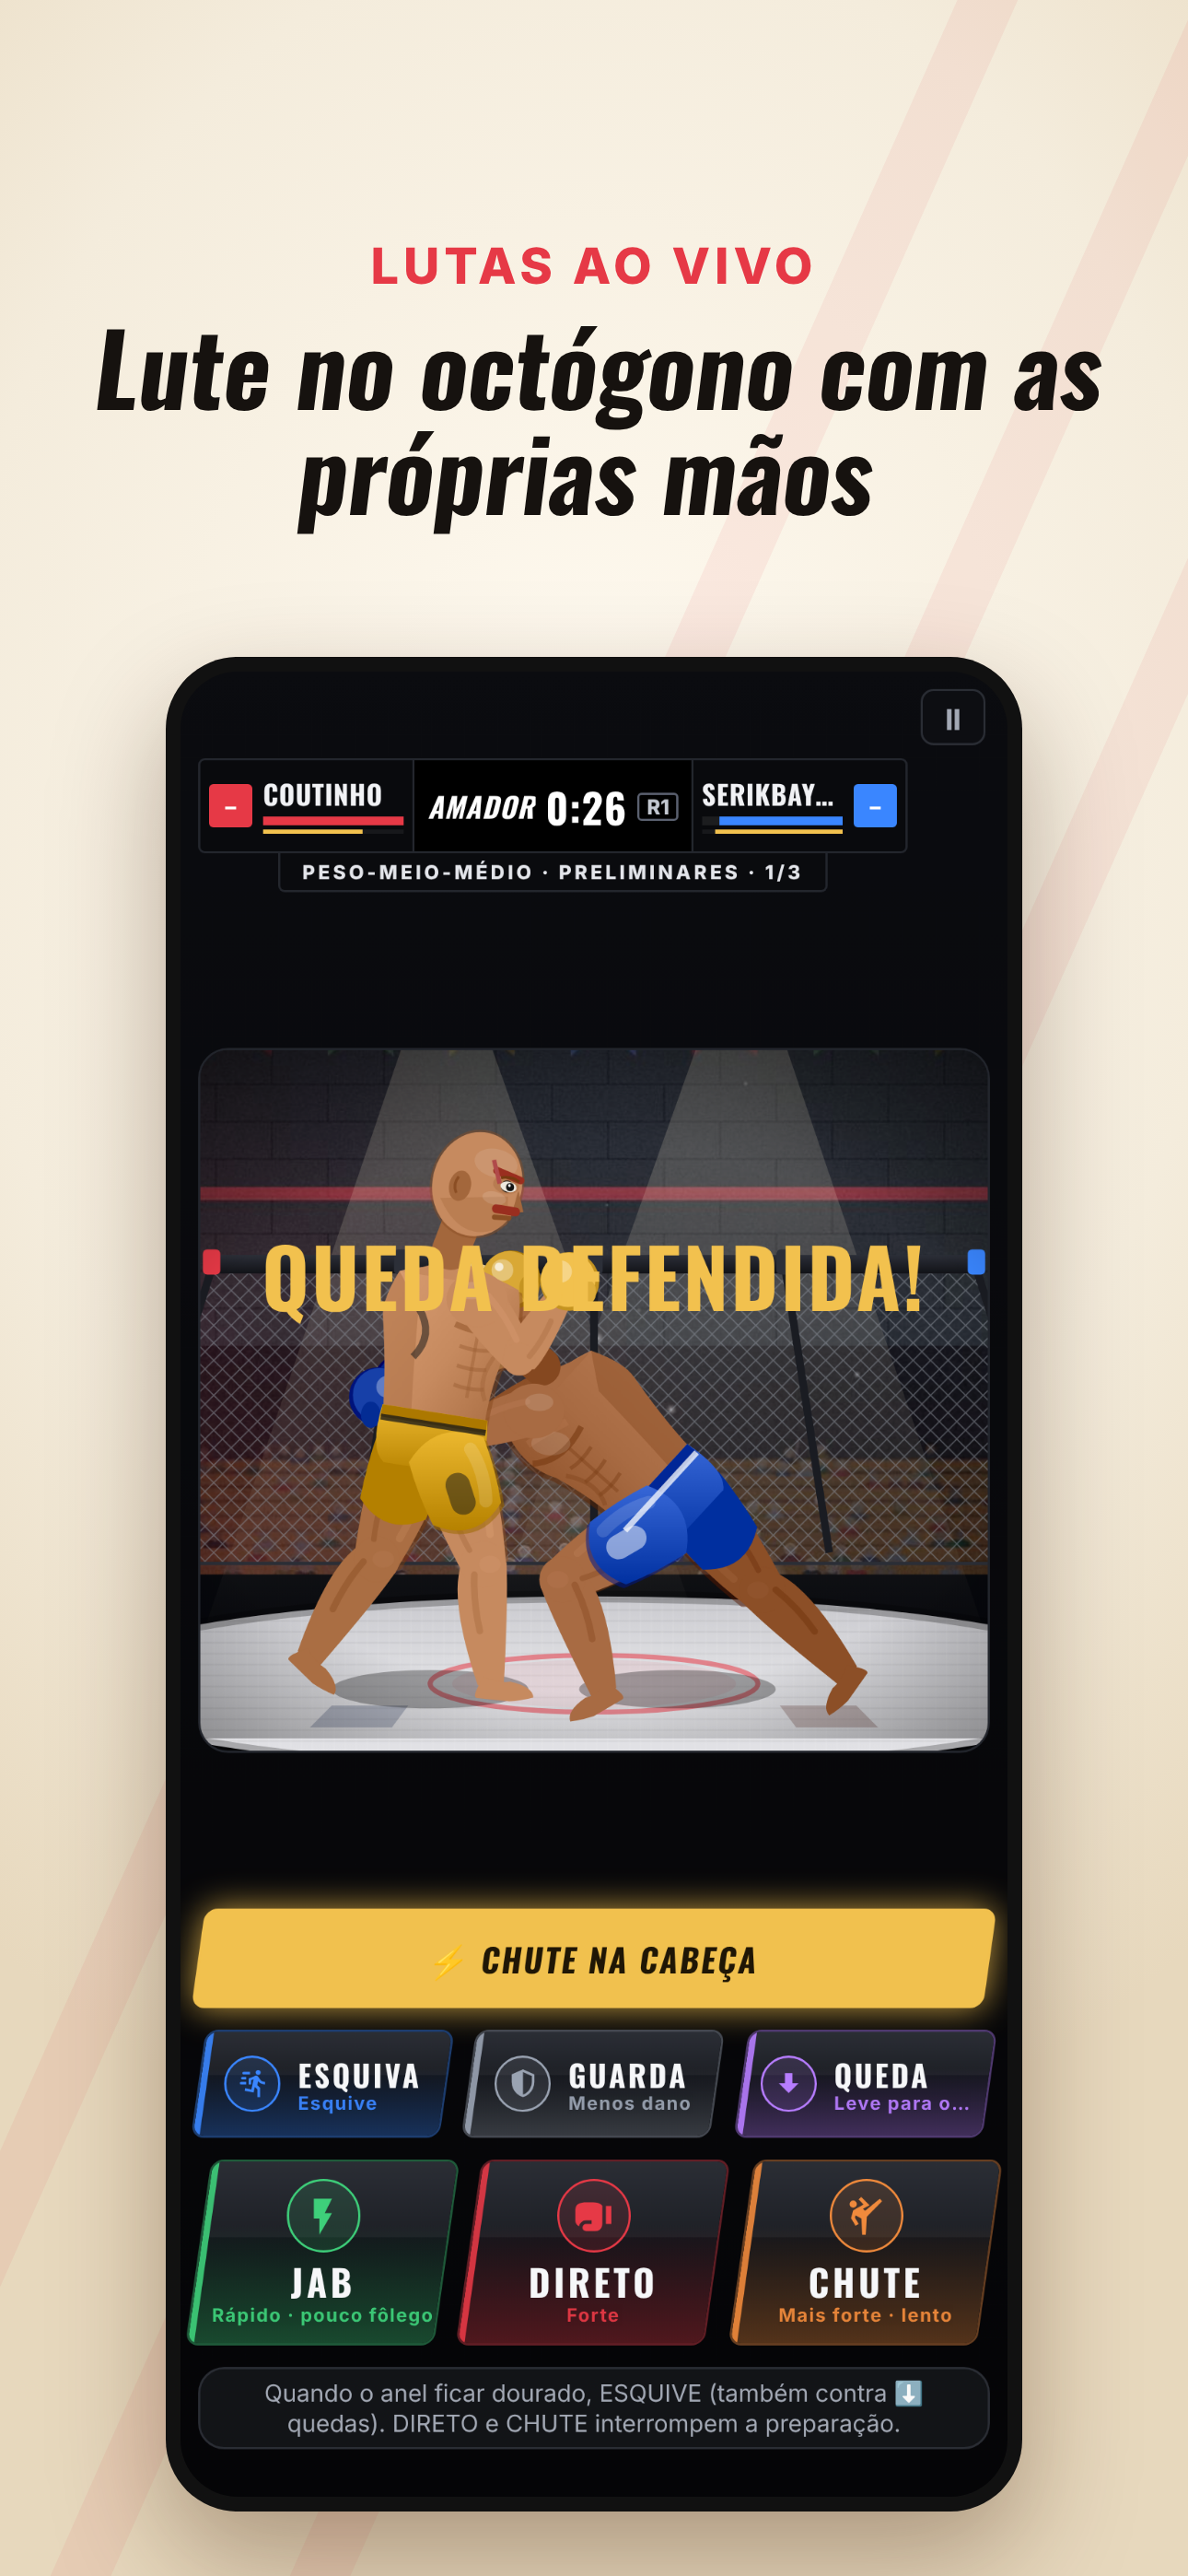 LUTAS AO VIVO
Lute no octógono com as
próprias mãos
- COUTINHO AMADOR 0:26 R1 SERIKBAY... -
PESO-MEIO-MÉDIO · PRELIMINARES · 1/3
QUEDA DEFENDIDA!
⚡ CHUTE NA CABEÇA
ESQUIVA
Esquive
GUARDA
Menos dano
QUEDA
Leve para o...
JAB
Rápido · pouco fôlego
DIRETO
Forte
CHUTE
Mais forte · lento
Quando o anel ficar dourado, ESQUIVE (também contra ⬇️
quedas). DIRETO e CHUTE interrompem a preparação.